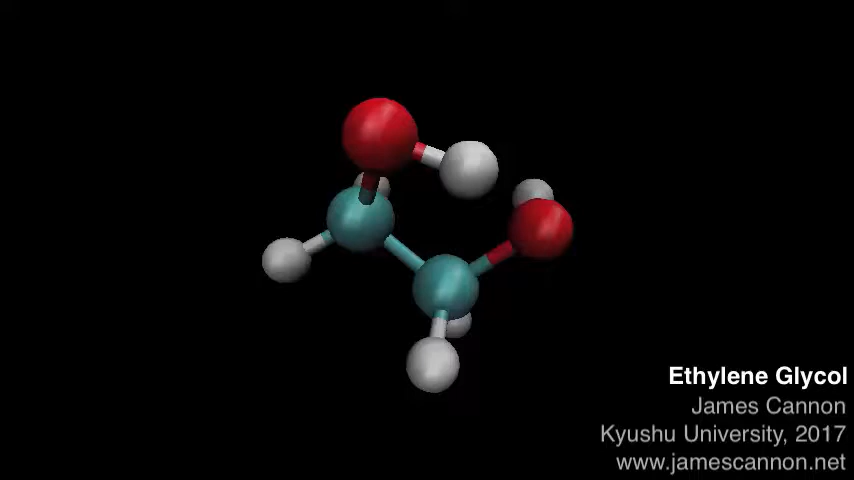 Ethylene Glycol
James Cannon
Kyushu University, 2017
www.jamescannon.net